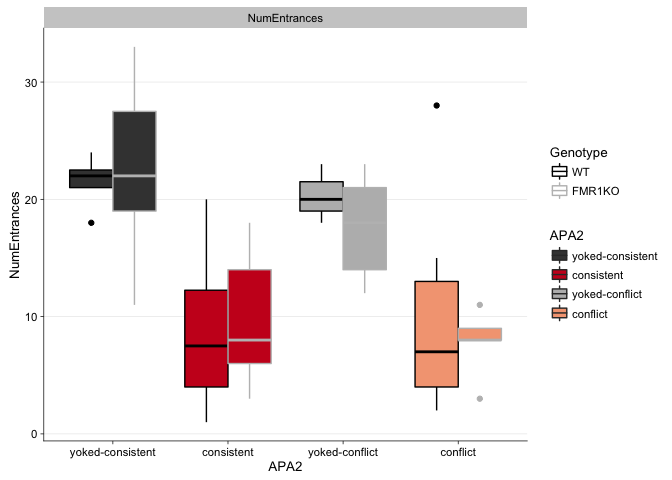 NumEntrances
30
20
10
0
NumEntrances
yoked-consistent
consistent
yoked-conflict
conflict
APA2
Genotype
WT
FMR1KO
APA2
yoked-consistent
consistent
yoked-conflict
conflict